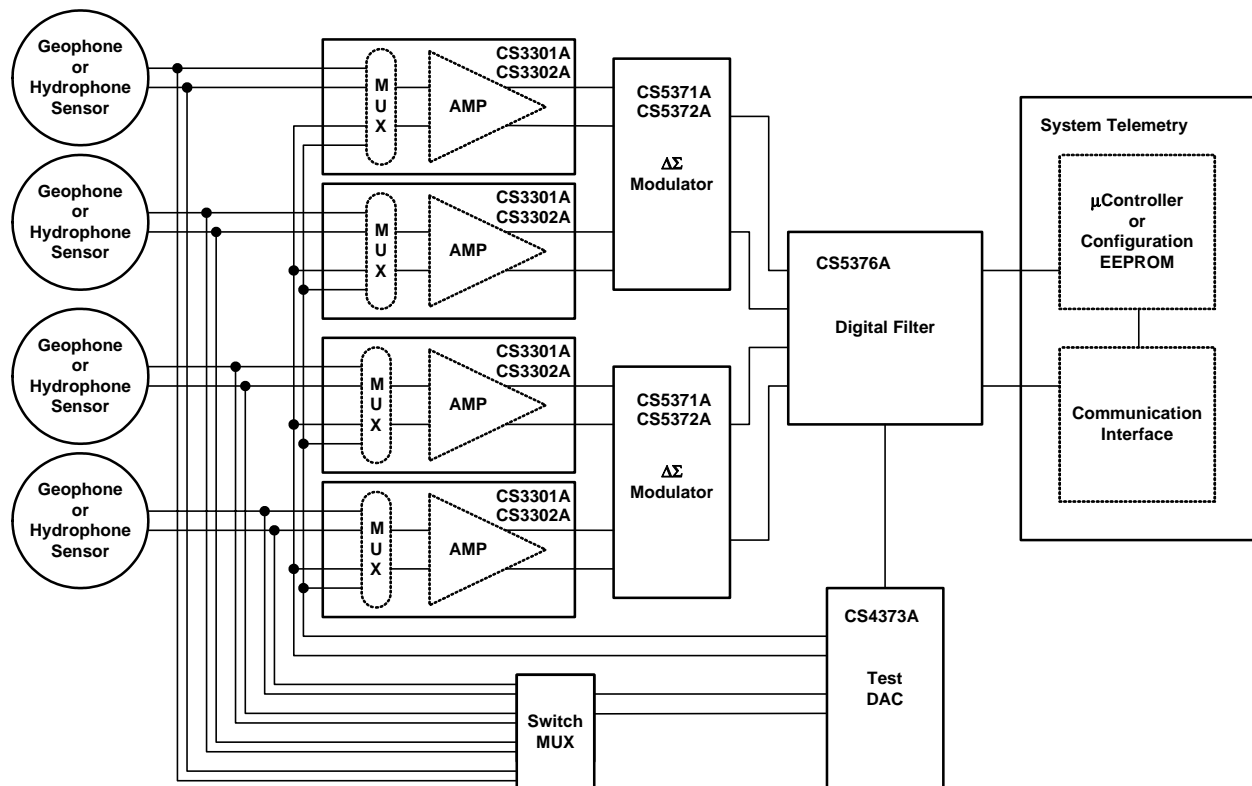 Geophone
or
Hydrophone
Sensor
M
U
X
AMP
CS3301A
CS3302A
CS5371A
CS5372A
ΔΣ
Modulator
Geophone
or
Hydrophone
Sensor
M
U
X
AMP
CS3301A
CS3302A
Geophone
or
Hydrophone
Sensor
M
U
X
AMP
CS3301A
CS3302A
CS5371A
CS5372A
ΔΣ
Modulator
Geophone
or
Hydrophone
Sensor
M
U
X
AMP
CS3301A
CS3302A
CS5376A
Digital Filter
System Telemetry
μController
or
Configuration
EEPROM
Communication
Interface
Switch
MUX
CS4373A
Test
DAC